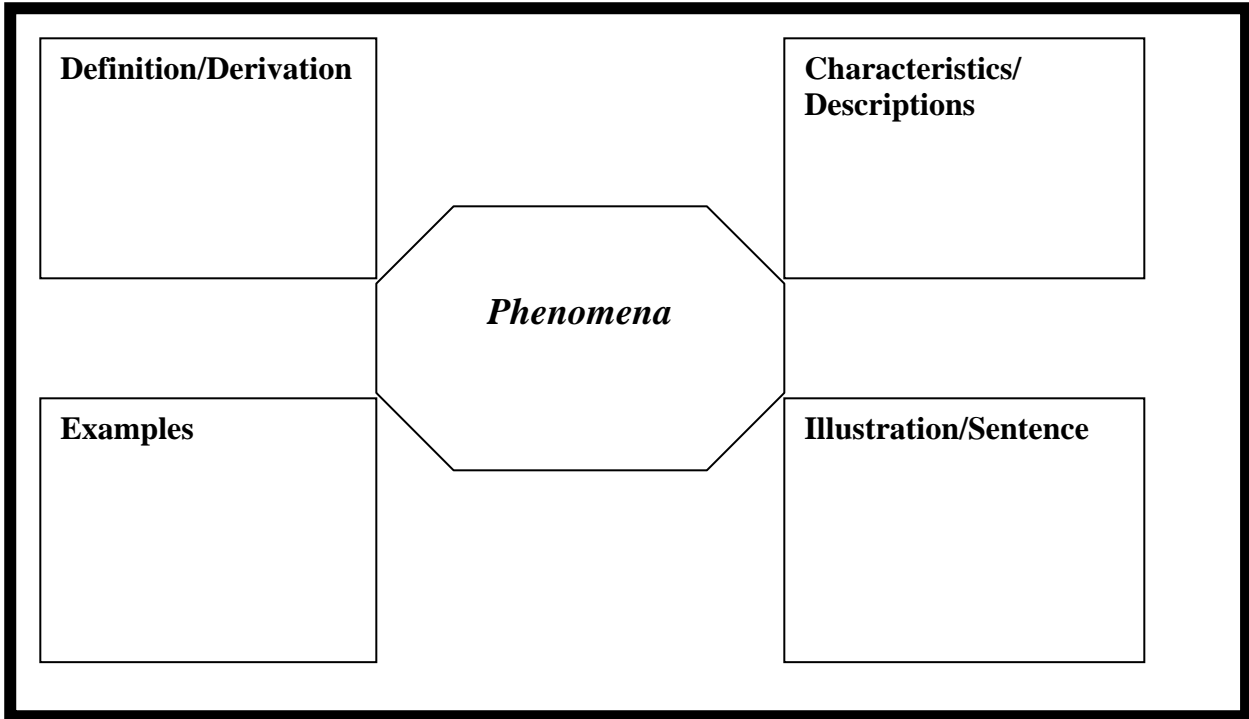 Definition/Derivation
Characteristics/
Descriptions
Phenomena
Examples
Illustration/Sentence